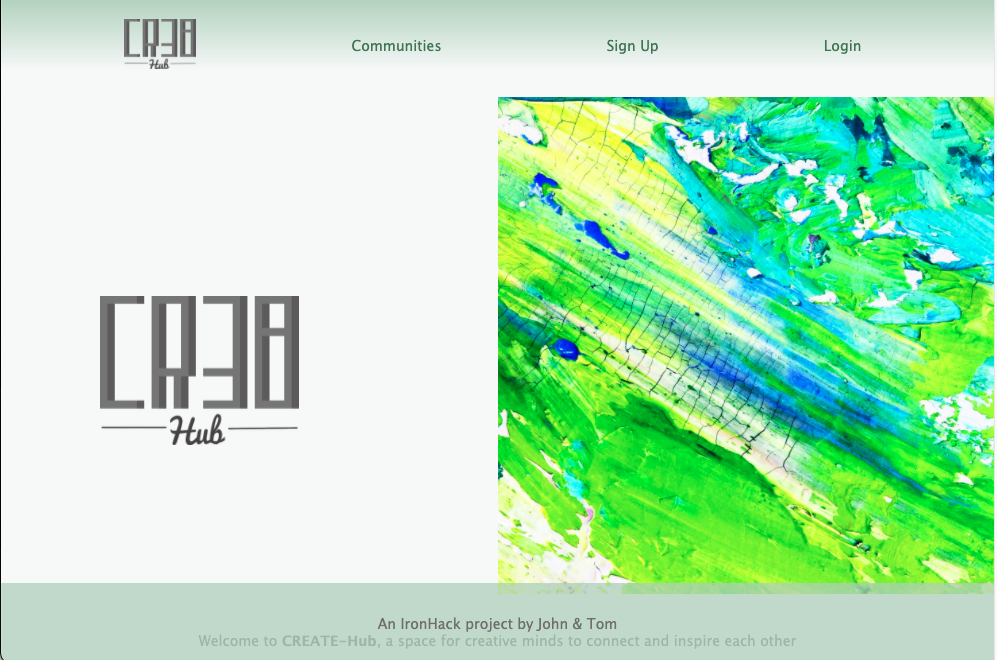 CR38
Hub
Communities
Sign Up
Login
CR38
Hub
An IronHack project by John & Tom
Welcome to CREATE-Hub, a space for creative minds to connect and inspire each other